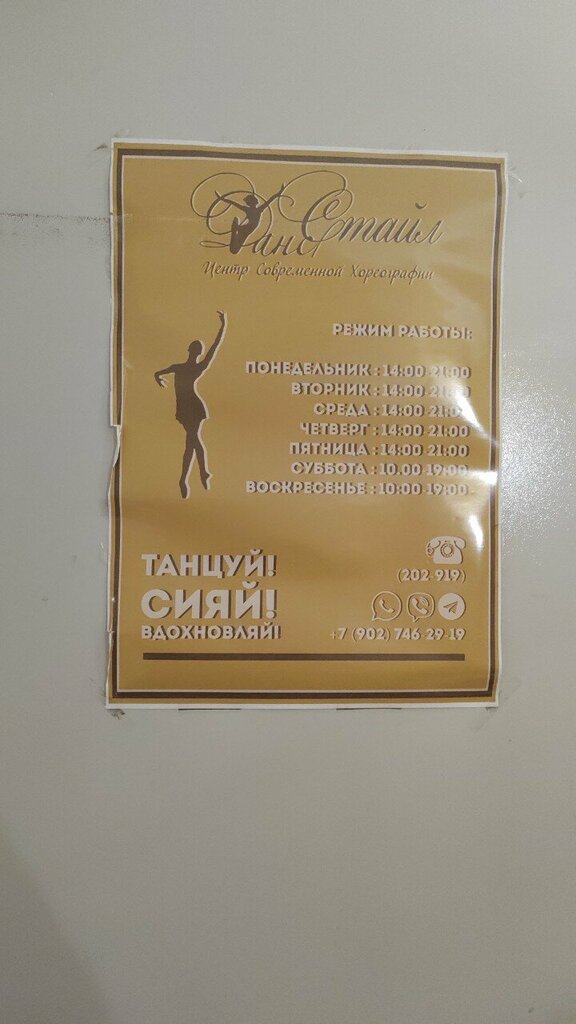 Данс Стайл
Центр Современной Хореографии
РЕЖИМ РАБОТЫ:
ПОНЕДЕЛЬНИК : 14:00-21:00
ВТОРНИК : 14:00-21:00
СРЕДА : 14:00-21:00
ЧЕТВЕРГ : 14:00-21:00
ПЯТНИЦА : 14:00-21:00
СУББОТА : 10.00-19:00
ВОСКРЕСЕНЬЕ : 10:00-19:00
ТАНЦУЙ!
СИЯЙ!
ВДОХНОВЛЯЙ!
(202-919)
+7 (902) 746-29-19